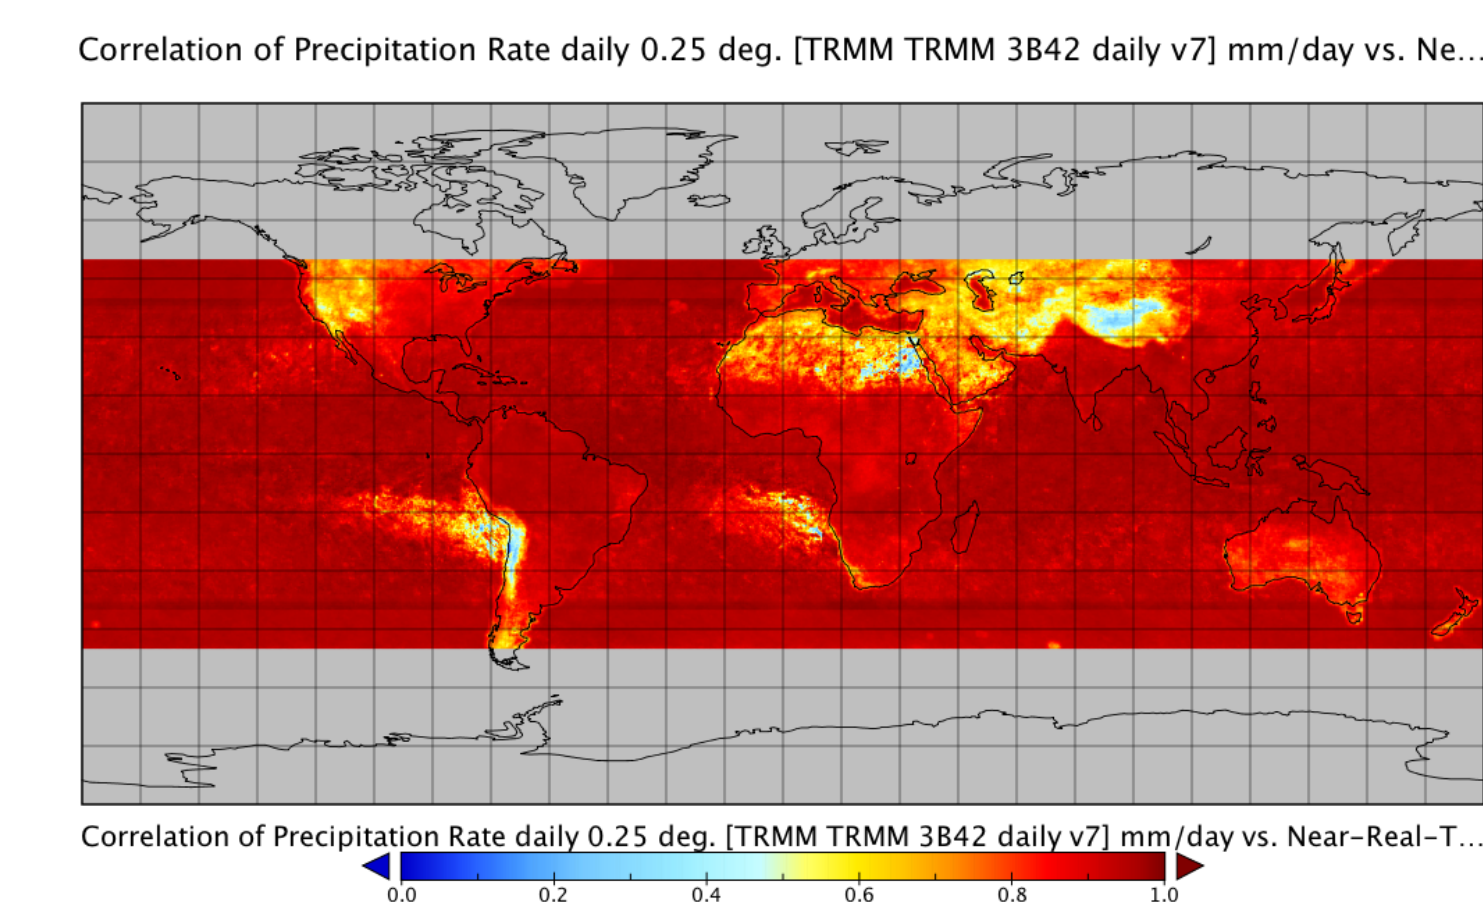 Correlation of Precipitation Rate daily 0.25 deg. [TRMM TRMM 3B42 daily v7] mm/day vs. Ne...
Correlation of Precipitation Rate daily 0.25 deg. [TRMM TRMM 3B42 daily v7] mm/day vs. Near-Real-T...
0.0 0.2 0.4 0.6 0.8 1.0